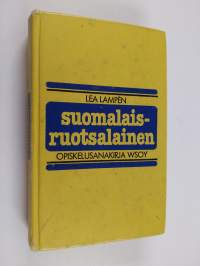 LEA LAMPÉN
suomalais-
ruotsalainen
OPISKELUSANAKIRJA WSOY